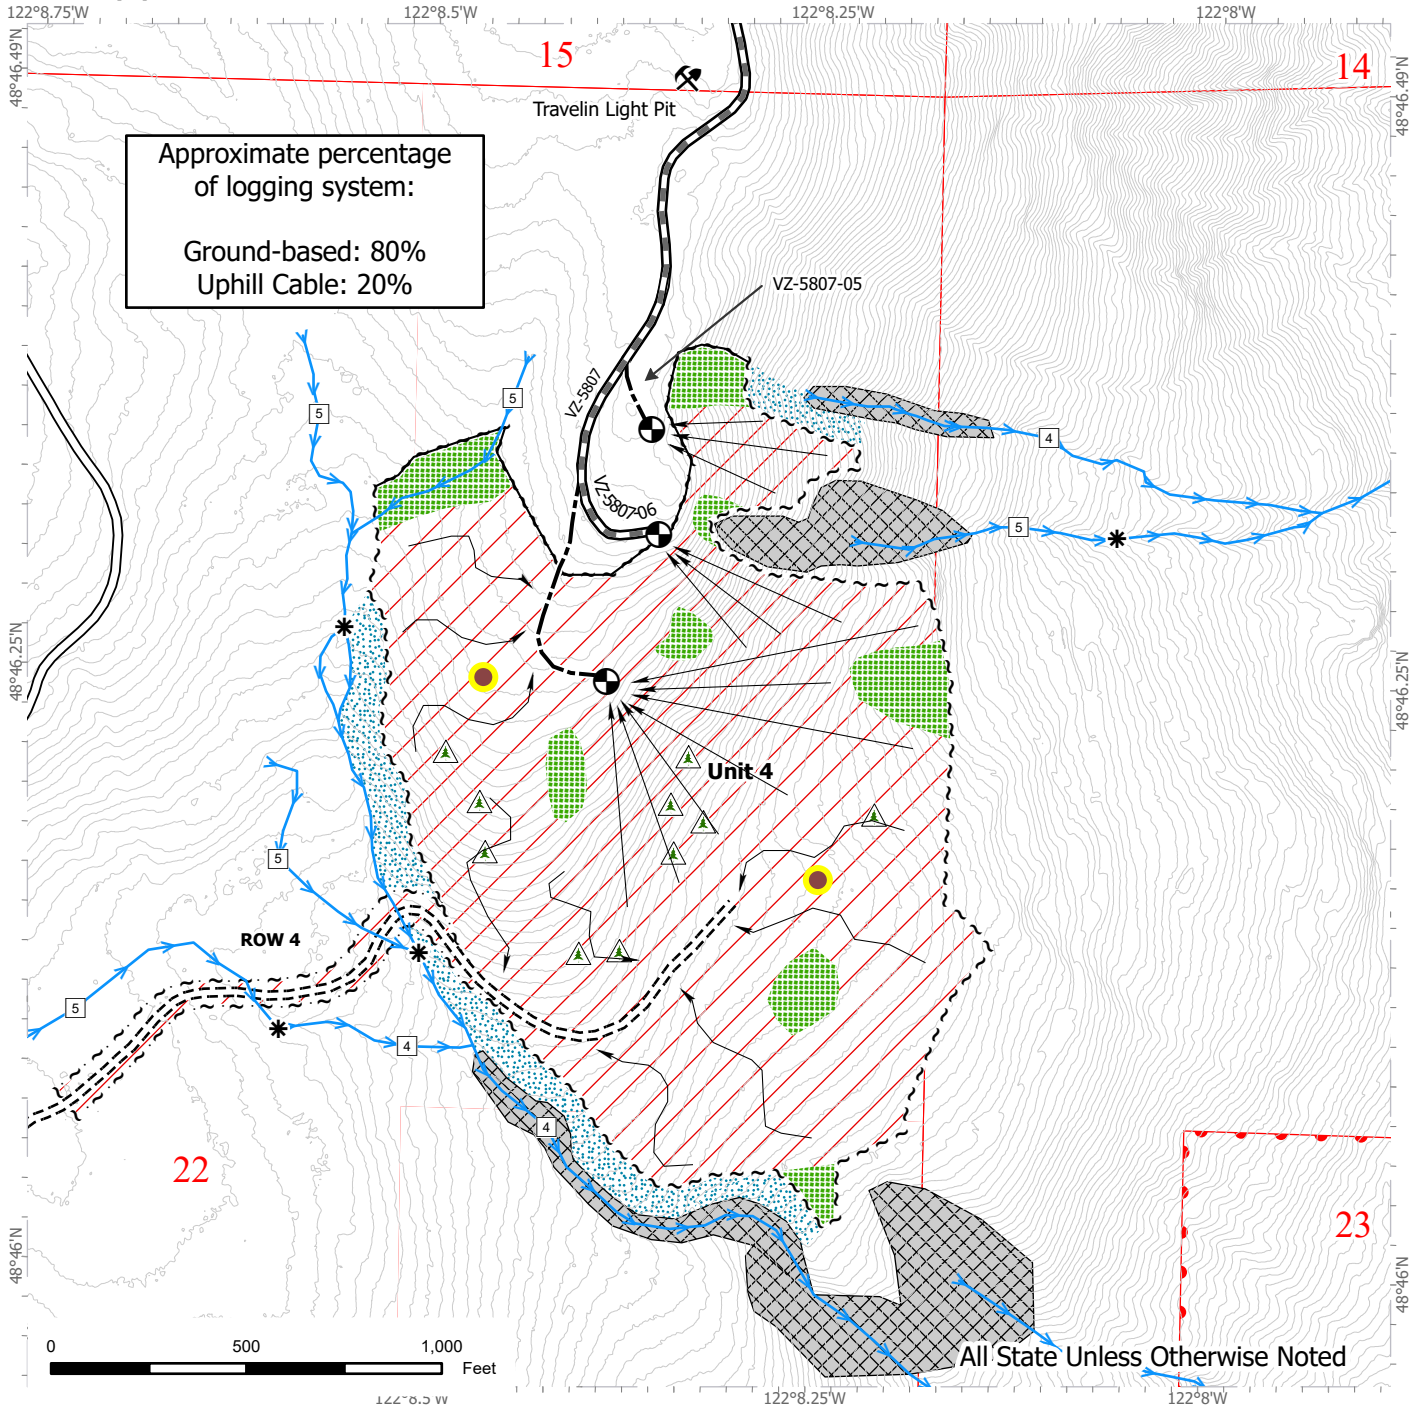 122°8.75'W
122°8.5'W
122°8.25'W
122°8'W
48°46.49'N
48°46.49'N
15
14
Travelin Light Pit
Approximate percentage
of logging system:
Ground-based: 80%
Uphill Cable: 20%
VZ-5807-05
VZ-5807
5
5
4
VZ-5807-06
5
48°46.25'N
48°46.25'N
Unit 4
5
ROW 4
5
4
4
22
23
48°46'N
48°46'N
0
500
1,000
Feet
All State Unless Otherwise Noted
122°8.5'W
122°8.25'W
122°8'W